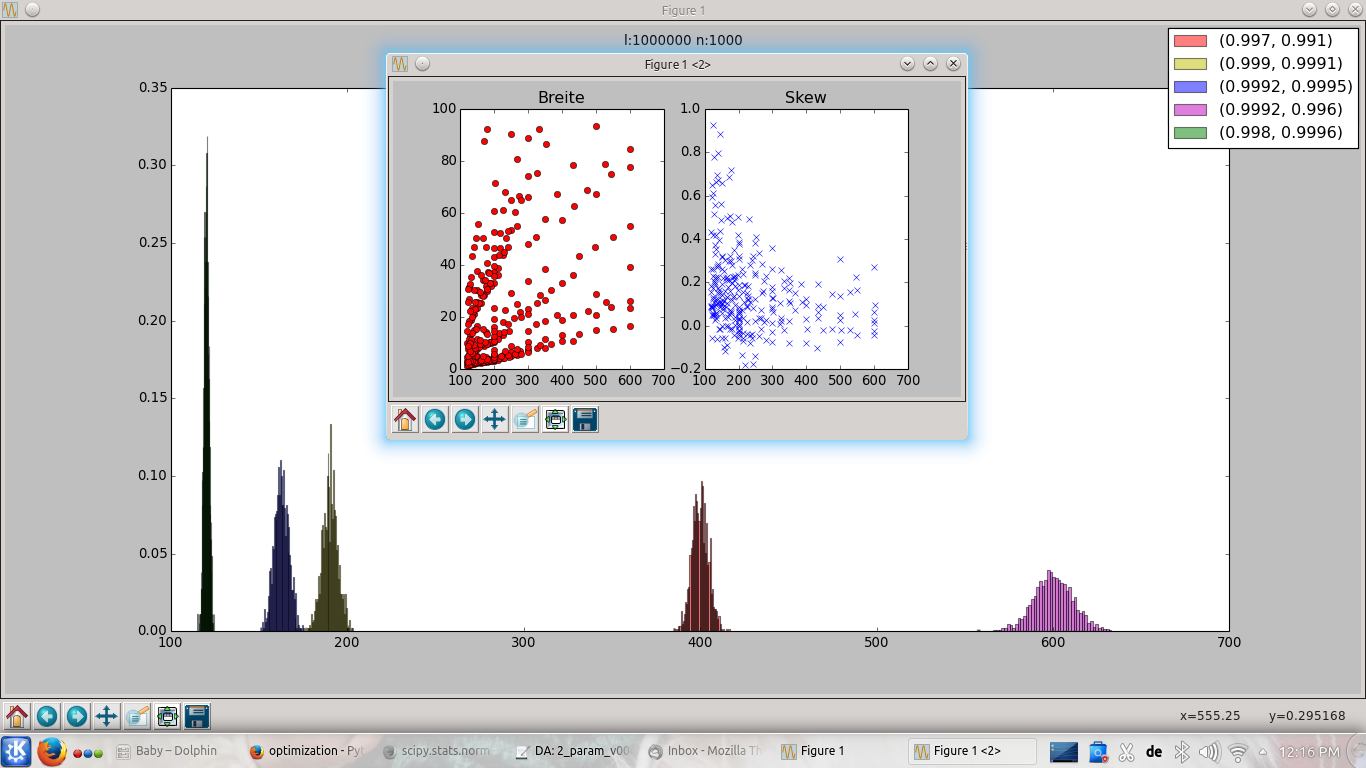 Figure 1
l:1000000 n:1000
(0.997, 0.991)
(0.999, 0.9991)
(0.9992, 0.9995)
(0.9992, 0.996)
(0.998, 0.9996)
Figure 1 <2>
Breite
100
80
60
40
20
0
100 200 300 400 500 600 700
Skew
1.0
0.8
0.6
0.4
0.2
0.0
−0.2
100 200 300 400 500 600 700
0.35
0.30
0.25
0.20
0.15
0.10
0.05
0.00
100 200 300 400 500 600 700
x=555.25 y=0.295168
Baby – Dolphin
optimization - Pyt
scipy.stats.norm
DA: 2_param_v00
Inbox - Mozilla Th
Figure 1
Figure 1 <2>
de
12:16 PM